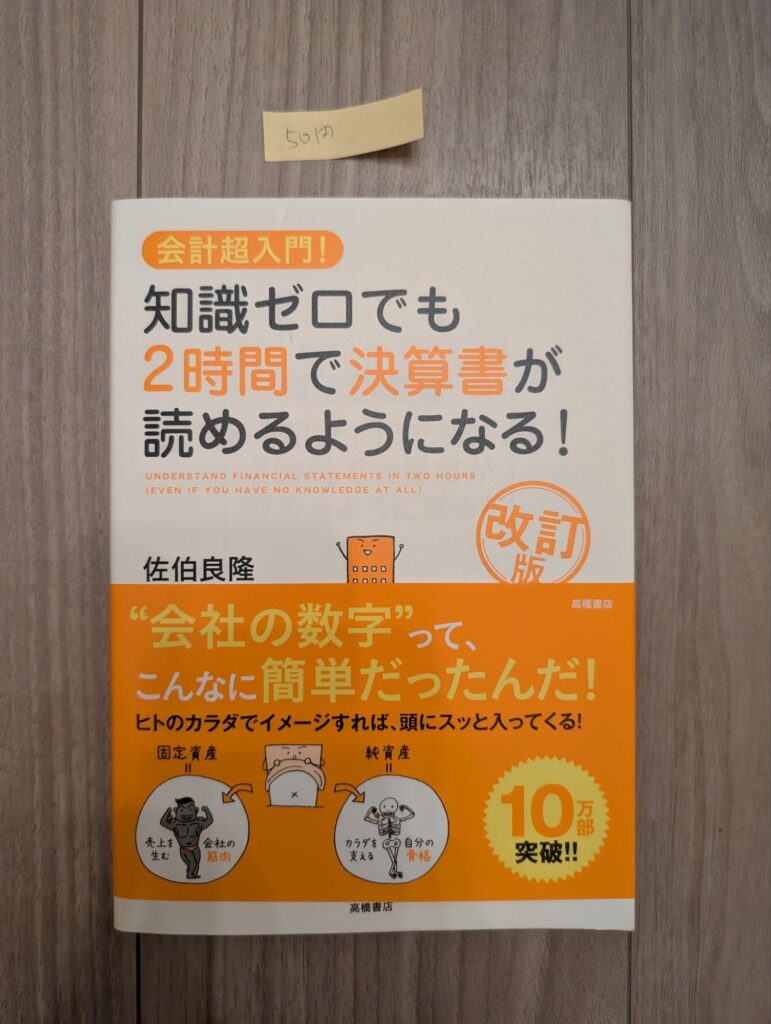 50円
会計超入門!
知識ゼロでも
2時間で決算書が
読めるようになる!
UNDERSTAND FINANCIAL STATEMENTS IN TWO HOURS
(EVEN IF YOU HAVE NO KNOWLEDGE AT ALL)
改訂
版
佐伯良隆
高橋書店
“会社の数字”って、
こんなに簡単だったんだ!
ヒトのカラダでイメージすれば、頭にスッと入ってくる!
固定資産
=
売上を
生む
会社の
筋肉
純資産
=
カラダを
支える
自分の
骨格
10万部
突破!!
高橋書店